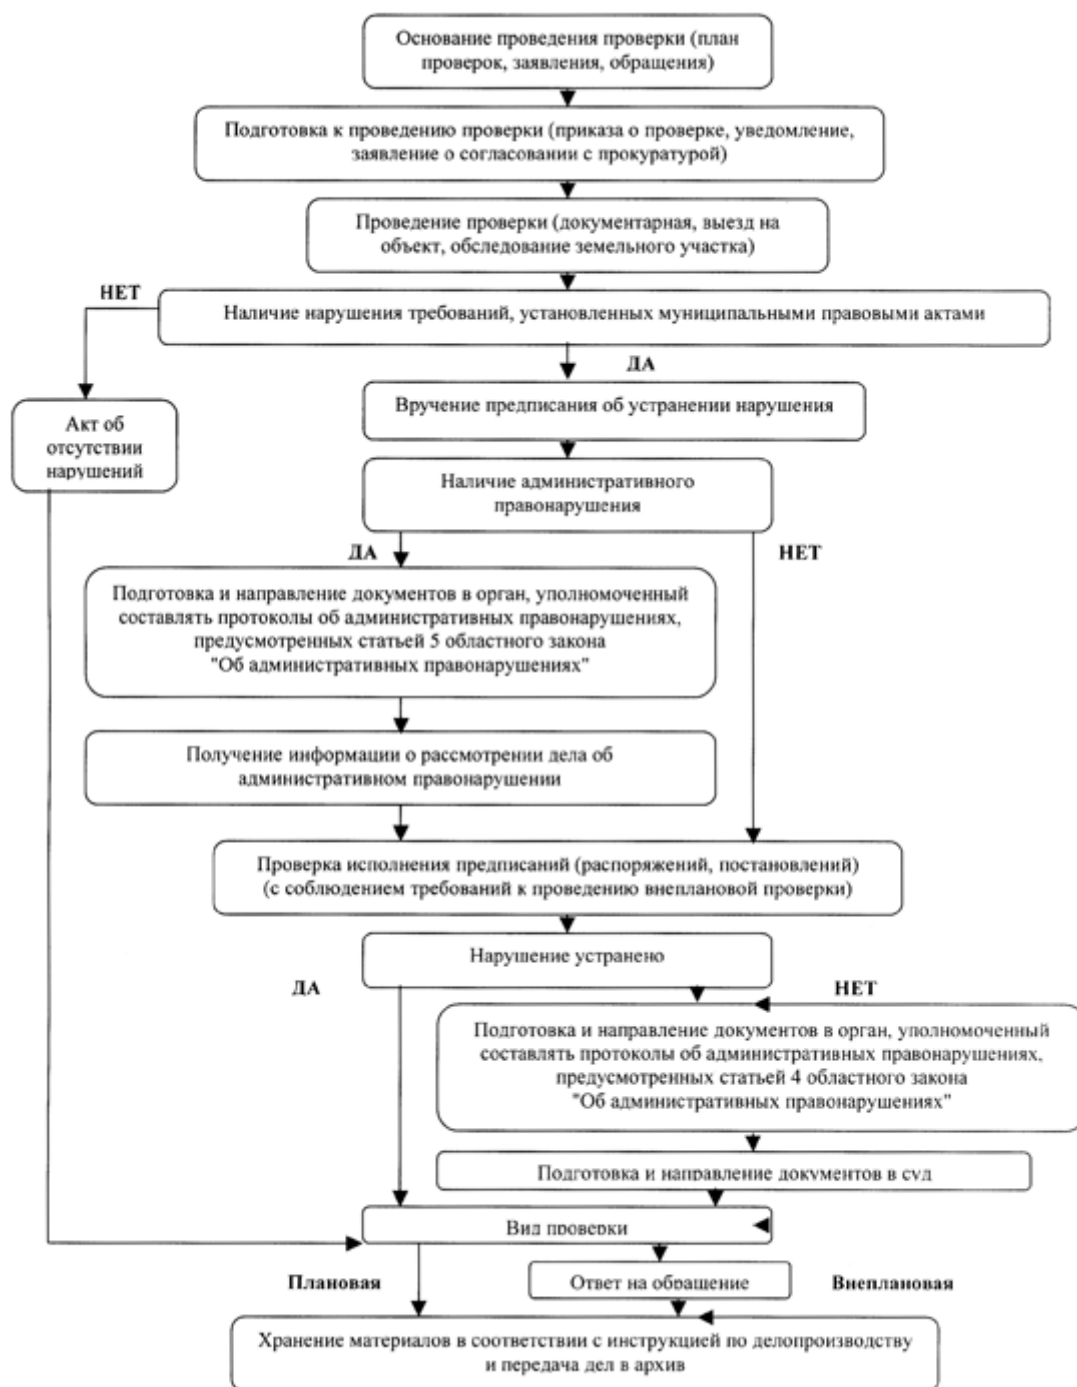 Основание проведения проверки (план
проверок, заявления, обращения)
Подготовка к проведению проверки (приказа о проверке, уведомление,
заявление о согласовании с прокуратурой)
Проведение проверки (документарная, выезд на
объект, обследование земельного участка)
НЕТ
Наличие нарушения требований, установленных муниципальными правовыми актами
ДА
Вручение предписания об устранении нарушения
Акт об
отсутствии
нарушений
Наличие административного
правонарушения
ДА
НЕТ
Подготовка и направление документов в орган, уполномоченный
составлять протоколы об административных правонарушениях,
предусмотренных статьей 5 областного закона
"Об административных правонарушениях"
Получение информации о рассмотрении дела об
административном правонарушении
Проверка исполнения предписаний (распоряжений, постановлений)
(с соблюдением требований к проведению внеплановой проверки)
Нарушение устранено
ДА
НЕТ
Подготовка и направление документов в орган, уполномоченный
составлять протоколы об административных правонарушениях,
предусмотренных статьей 4 областного закона
"Об административных правонарушениях"
Подготовка и направление документов в суд
Вид проверки
Плановая
Ответ на обращение
Внеплановая
Хранение материалов в соответствии с инструкцией по делопроизводству
и передача дел в архив